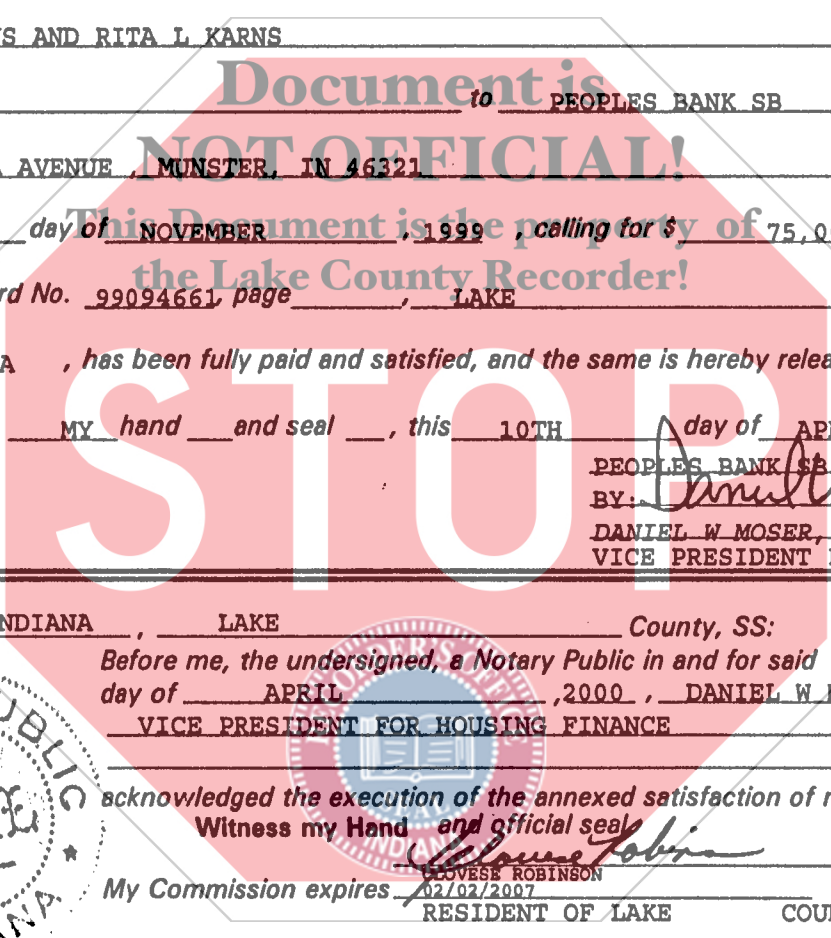 S AND RITA L KARNS
Document is
to PEOPLES BANK SB
NOT OFFICIAL!
AVENUE , MUNSTER, IN 46321
This Document is the property of
day of NOVEMBER , 1999 , calling for $ 75,0
the Lake County Recorder!
rd No. 99094661, page , LAKE
A , has been fully paid and satisfied, and the same is hereby relea
STOP
MY hand and seal , this 10TH day of AP
PEOPLES BANK SB
BY: Daniel
DANIEL W MOSER,
VICE PRESIDENT
NDIANA , LAKE County, SS:
Before me, the undersigned, a Notary Public in and for said
day of APRIL ,2000 , DANIEL W
VICE PRESIDENT FOR HOUSING FINANCE
RECORDER'S OFFICE
SEAL
INDIANA
acknowledged the execution of the annexed satisfaction of
Witness my Hand and official seal
CLOVESE ROBINSON
My Commission expires 02/02/2007
RESIDENT OF LAKE COU